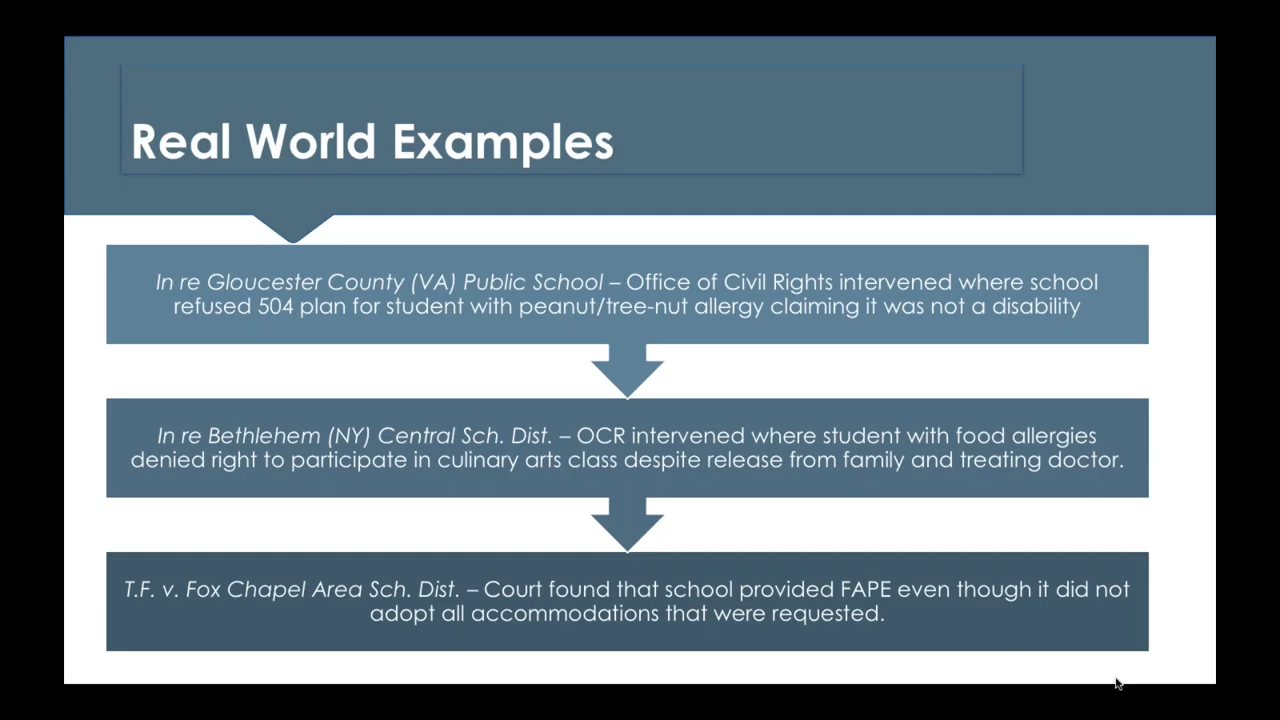 Real World Examples
In re Gloucester County (VA) Public School – Office of Civil Rights intervened where school
refused 504 plan for student with peanut/tree-nut allergy claiming it was not a disability
In re Bethlehem (NY) Central Sch. Dist. – OCR intervened where student with food allergies
denied right to participate in culinary arts class despite release from family and treating doctor.
T.F. v. Fox Chapel Area Sch. Dist. – Court found that school provided FAPE even though it did not
adopt all accommodations that were requested.